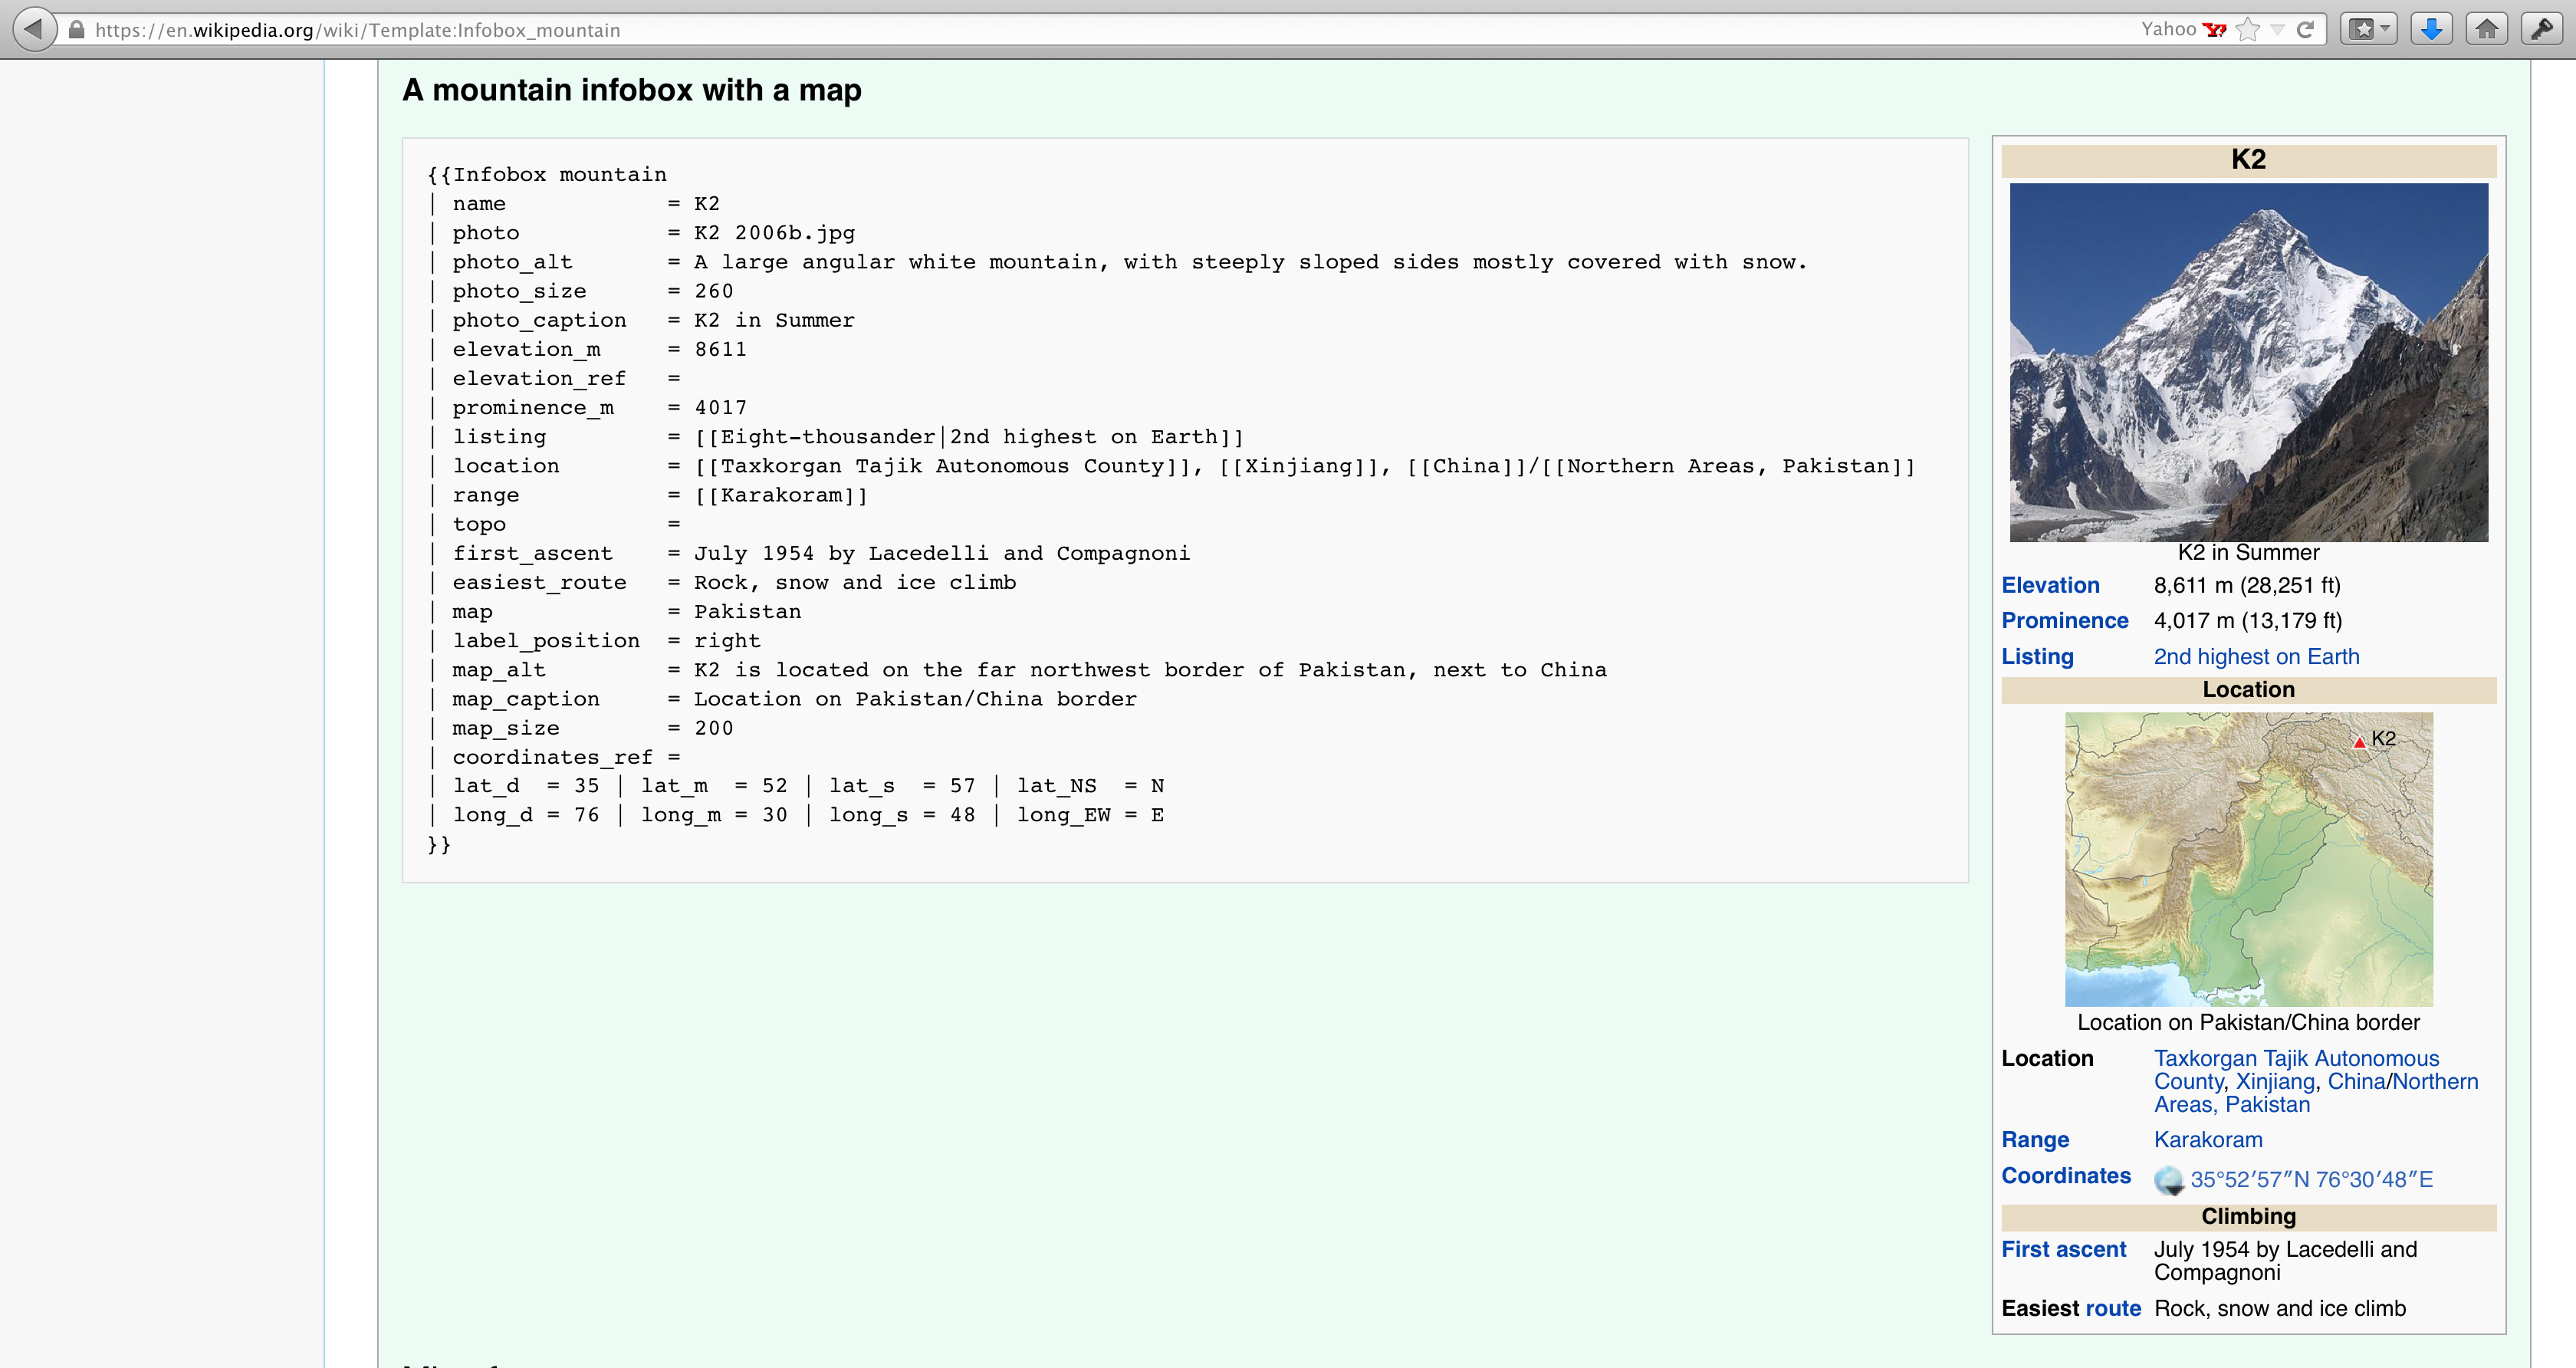 https://en.wikipedia.org/wiki/Template:Infobox_mountain
Yahoo
A mountain infobox with a map
{{Infobox mountain
| name            = K2
| photo           = K2 2006b.jpg
| photo_alt       = A large angular white mountain, with steeply sloped sides mostly covered with snow.
| photo_size      = 260
| photo_caption   = K2 in Summer
| elevation_m     = 8611
| elevation_ref   =
| prominence_m    = 4017
| listing         = [[Eight-thousander|2nd highest on Earth]]
| location        = [[Taxkorgan Tajik Autonomous County]], [[Xinjiang]], [[China]]/[[Northern Areas, Pakistan]]
| range           = [[Karakoram]]
| topo            =
| first_ascent    = July 1954 by Lacedelli and Compagnoni
| easiest_route   = Rock, snow and ice climb
| map             = Pakistan
| label_position  = right
| map_alt         = K2 is located on the far northwest border of Pakistan, next to China
| map_caption     = Location on Pakistan/China border
| map_size        = 200
| coordinates_ref =
| lat_d  = 35 | lat_m  = 52 | lat_s  = 57 | lat_NS  = N
| long_d = 76 | long_m = 30 | long_s = 48 | long_EW = E
}}
K2
K2 in Summer
Elevation 8,611 m (28,251 ft)
Prominence 4,017 m (13,179 ft)
Listing 2nd highest on Earth
Location
K2
Location on Pakistan/China border
Location Taxkorgan Tajik Autonomous
County, Xinjiang, China/Northern
Areas, Pakistan
Range Karakoram
Coordinates 35°52′57″N 76°30′48″E
Climbing
First ascent July 1954 by Lacedelli and
Compagnoni
Easiest route Rock, snow and ice climb